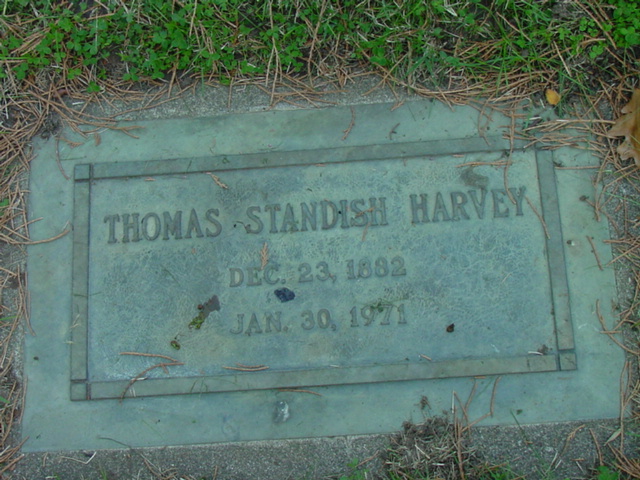 THOMAS STANDISH HARVEY
DEC. 23, 1882
JAN. 30, 1971